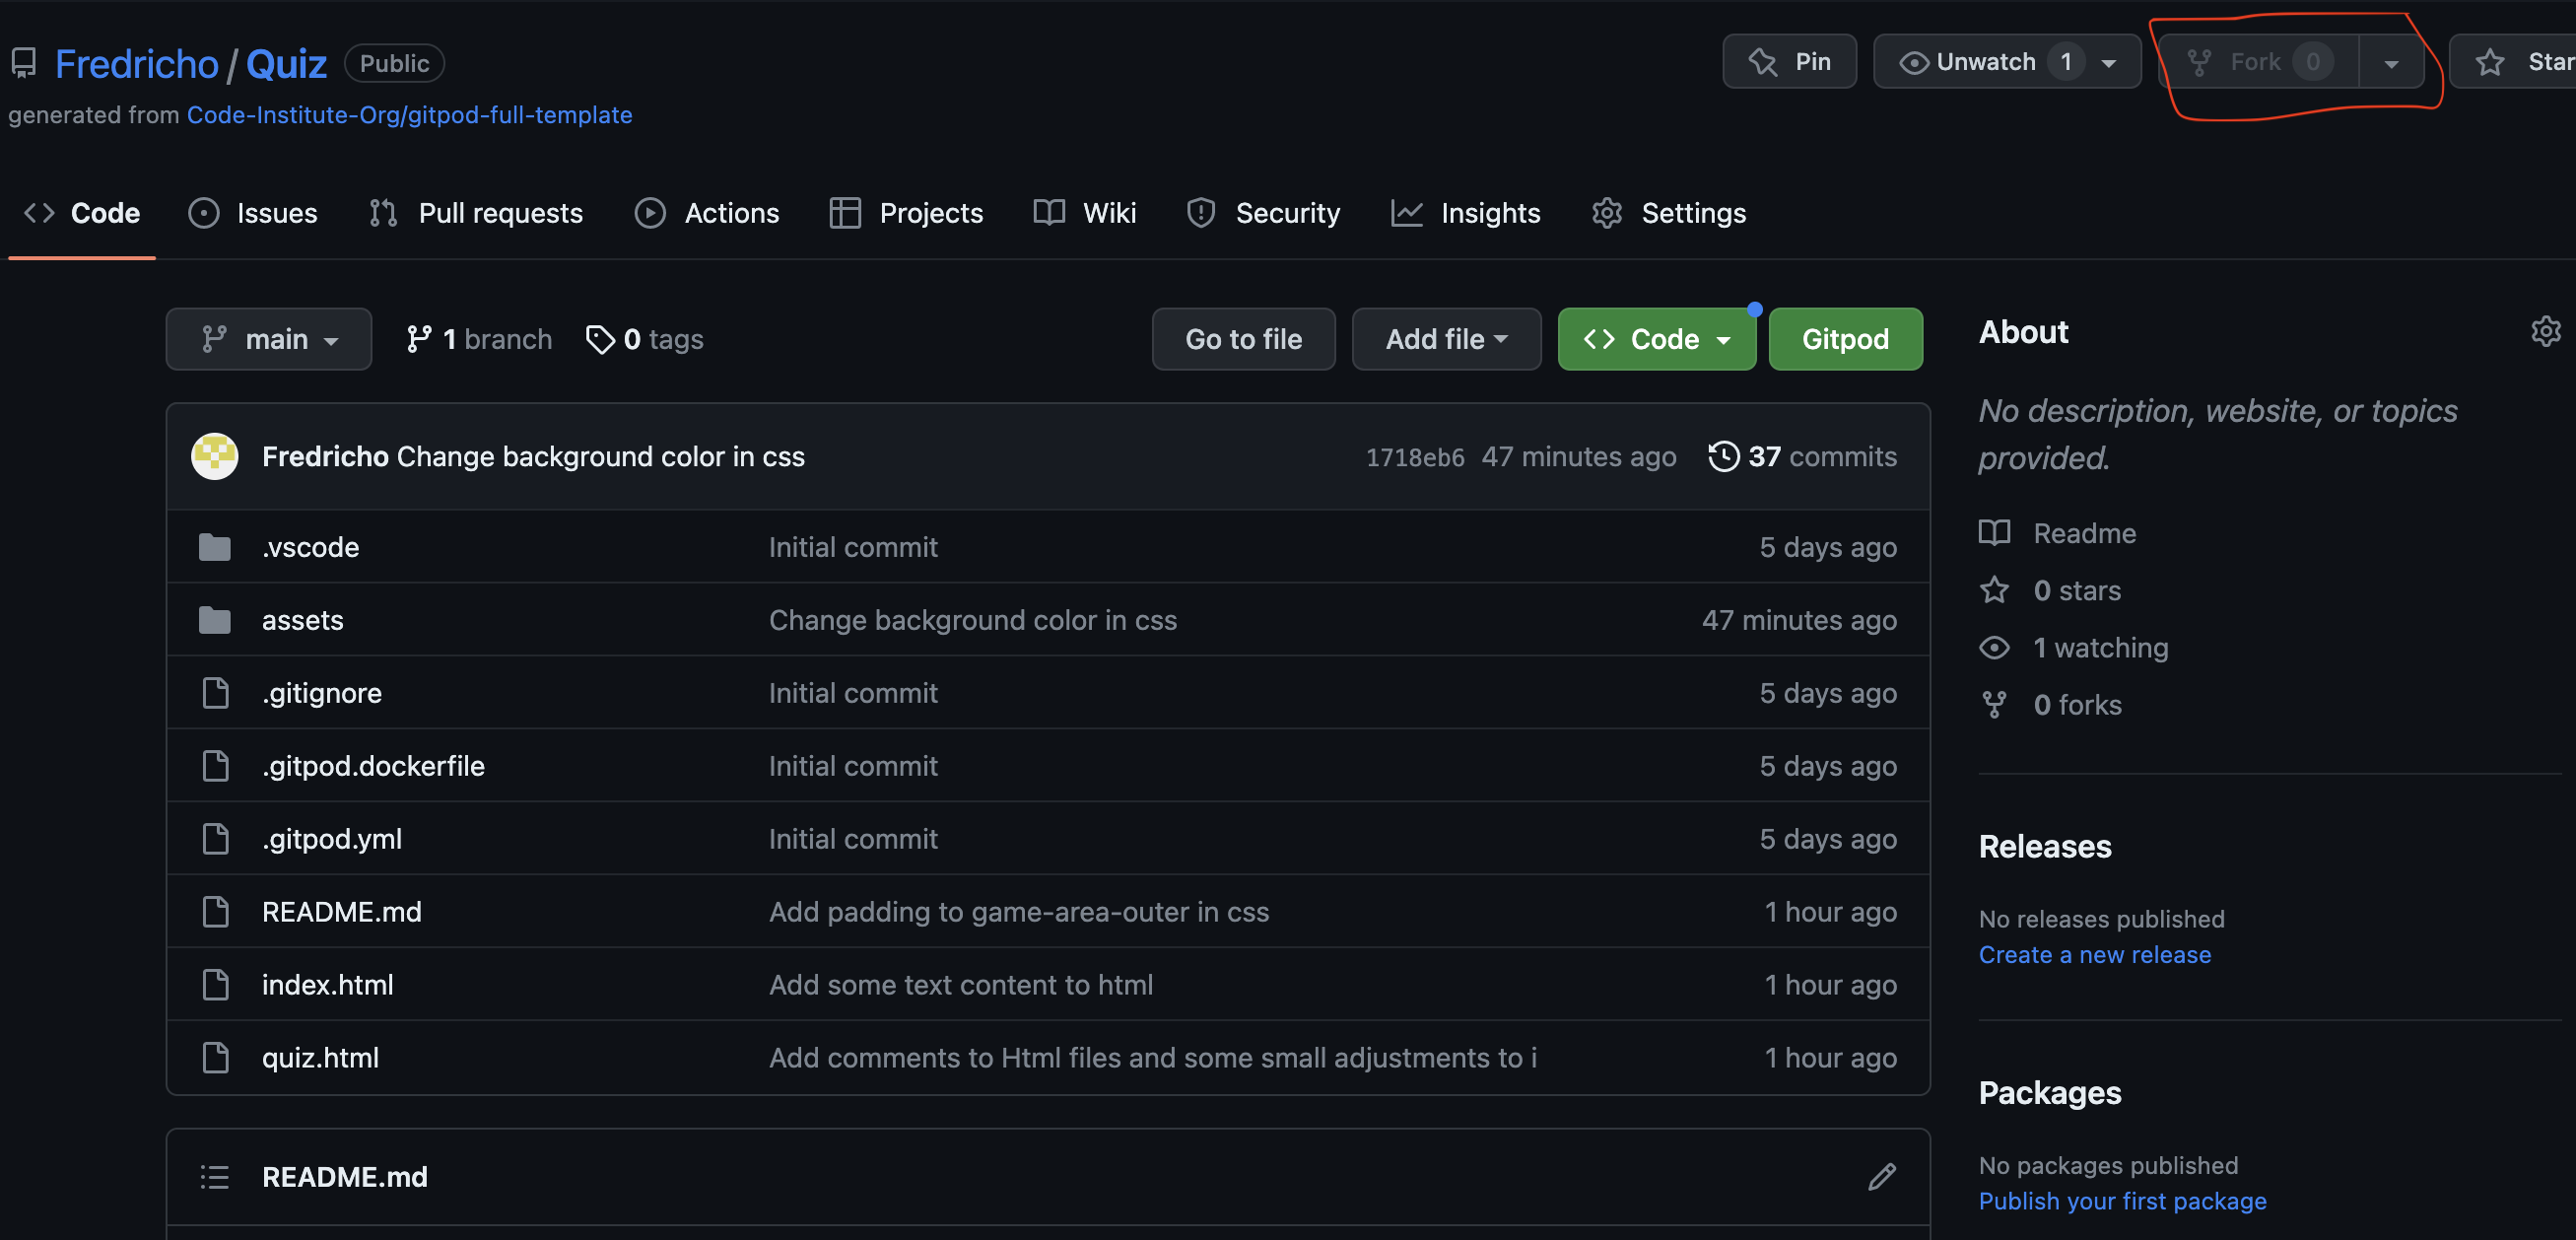 Fredricho / Quiz Public
Pin
Unwatch 1
Fork 0
Star
generated from Code-Institute-Org/gitpod-full-template
Code Issues Pull requests Actions Projects Wiki Security Insights Settings
main 1 branch 0 tags Go to file Add file Code Gitpod
Fredricho Change background color in css 1718eb6 47 minutes ago 37 commits
.vscode Initial commit 5 days ago
assets Change background color in css 47 minutes ago
.gitignore Initial commit 5 days ago
.gitpod.dockerfile Initial commit 5 days ago
.gitpod.yml Initial commit 5 days ago
README.md Add padding to game-area-outer in css 1 hour ago
index.html Add some text content to html 1 hour ago
quiz.html Add comments to Html files and some small adjustments to i 1 hour ago
README.md
About
No description, website, or topics
provided.
Readme
0 stars
1 watching
0 forks
Releases
No releases published
Create a new release
Packages
No packages published
Publish your first package